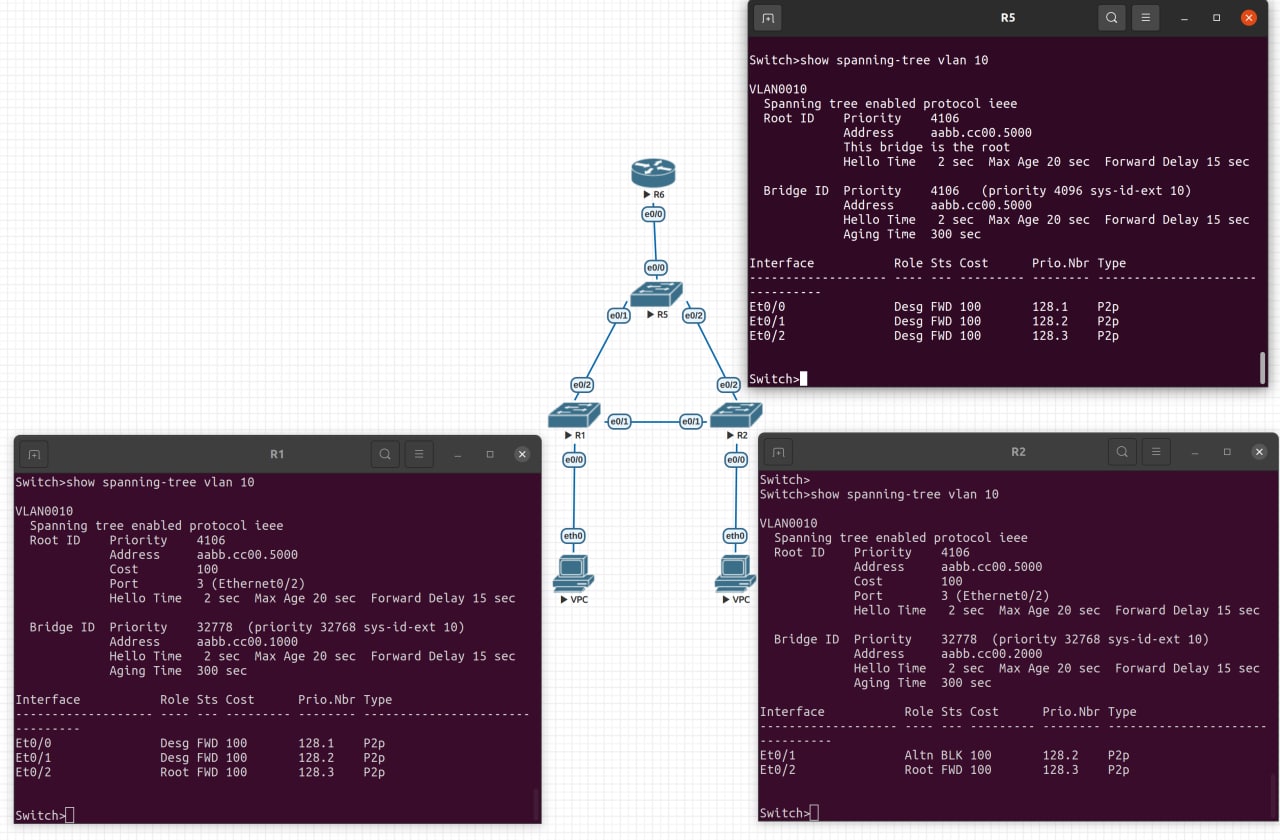 R5
Switch>show spanning-tree vlan 10
VLAN0010
Spanning tree enabled protocol ieee
Root ID Priority 4106
Address aabb.cc00.5000
This bridge is the root
Hello Time 2 sec Max Age 20 sec Forward Delay 15 sec
Bridge ID Priority 4106 (priority 4096 sys-id-ext 10)
Address aabb.cc00.5000
Hello Time 2 sec Max Age 20 sec Forward Delay 15 sec
Aging Time 300 sec
Interface Role Sts Cost Prio.Nbr Type
------------------- ---- --- --------- -------- ----------------------
----------
Et0/0 Desg FWD 100 128.1 P2p
Et0/1 Desg FWD 100 128.2 P2p
Et0/2 Desg FWD 100 128.3 P2p
Switch>
R6
e0/0
e0/0
R5
e0/1
e0/2
e0/2
e0/2
e0/1
e0/1
R1
R2
e0/0
e0/0
eth0
eth0
VPC
VPC
R1
Switch>show spanning-tree vlan 10
VLAN0010
Spanning tree enabled protocol ieee
Root ID Priority 4106
Address aabb.cc00.5000
Cost 100
Port 3 (Ethernet0/2)
Hello Time 2 sec Max Age 20 sec Forward Delay 15 sec
Bridge ID Priority 32778 (priority 32768 sys-id-ext 10)
Address aabb.cc00.1000
Hello Time 2 sec Max Age 20 sec Forward Delay 15 sec
Aging Time 300 sec
Interface Role Sts Cost Prio.Nbr Type
------------------- ---- --- --------- -------- -----------------------
---------
Et0/0 Desg FWD 100 128.1 P2p
Et0/1 Desg FWD 100 128.2 P2p
Et0/2 Root FWD 100 128.3 P2p
Switch>
R2
Switch>
Switch>show spanning-tree vlan 10
VLAN0010
Spanning tree enabled protocol ieee
Root ID Priority 4106
Address aabb.cc00.5000
Cost 100
Port 3 (Ethernet0/2)
Hello Time 2 sec Max Age 20 sec Forward Delay 15 sec
Bridge ID Priority 32778 (priority 32768 sys-id-ext 10)
Address aabb.cc00.2000
Hello Time 2 sec Max Age 20 sec Forward Delay 15 sec
Aging Time 300 sec
Interface Role Sts Cost Prio.Nbr Type
------------------- ---- --- --------- -------- ----------------------
----------
Et0/1 Altn BLK 100 128.2 P2p
Et0/2 Root FWD 100 128.3 P2p
Switch>